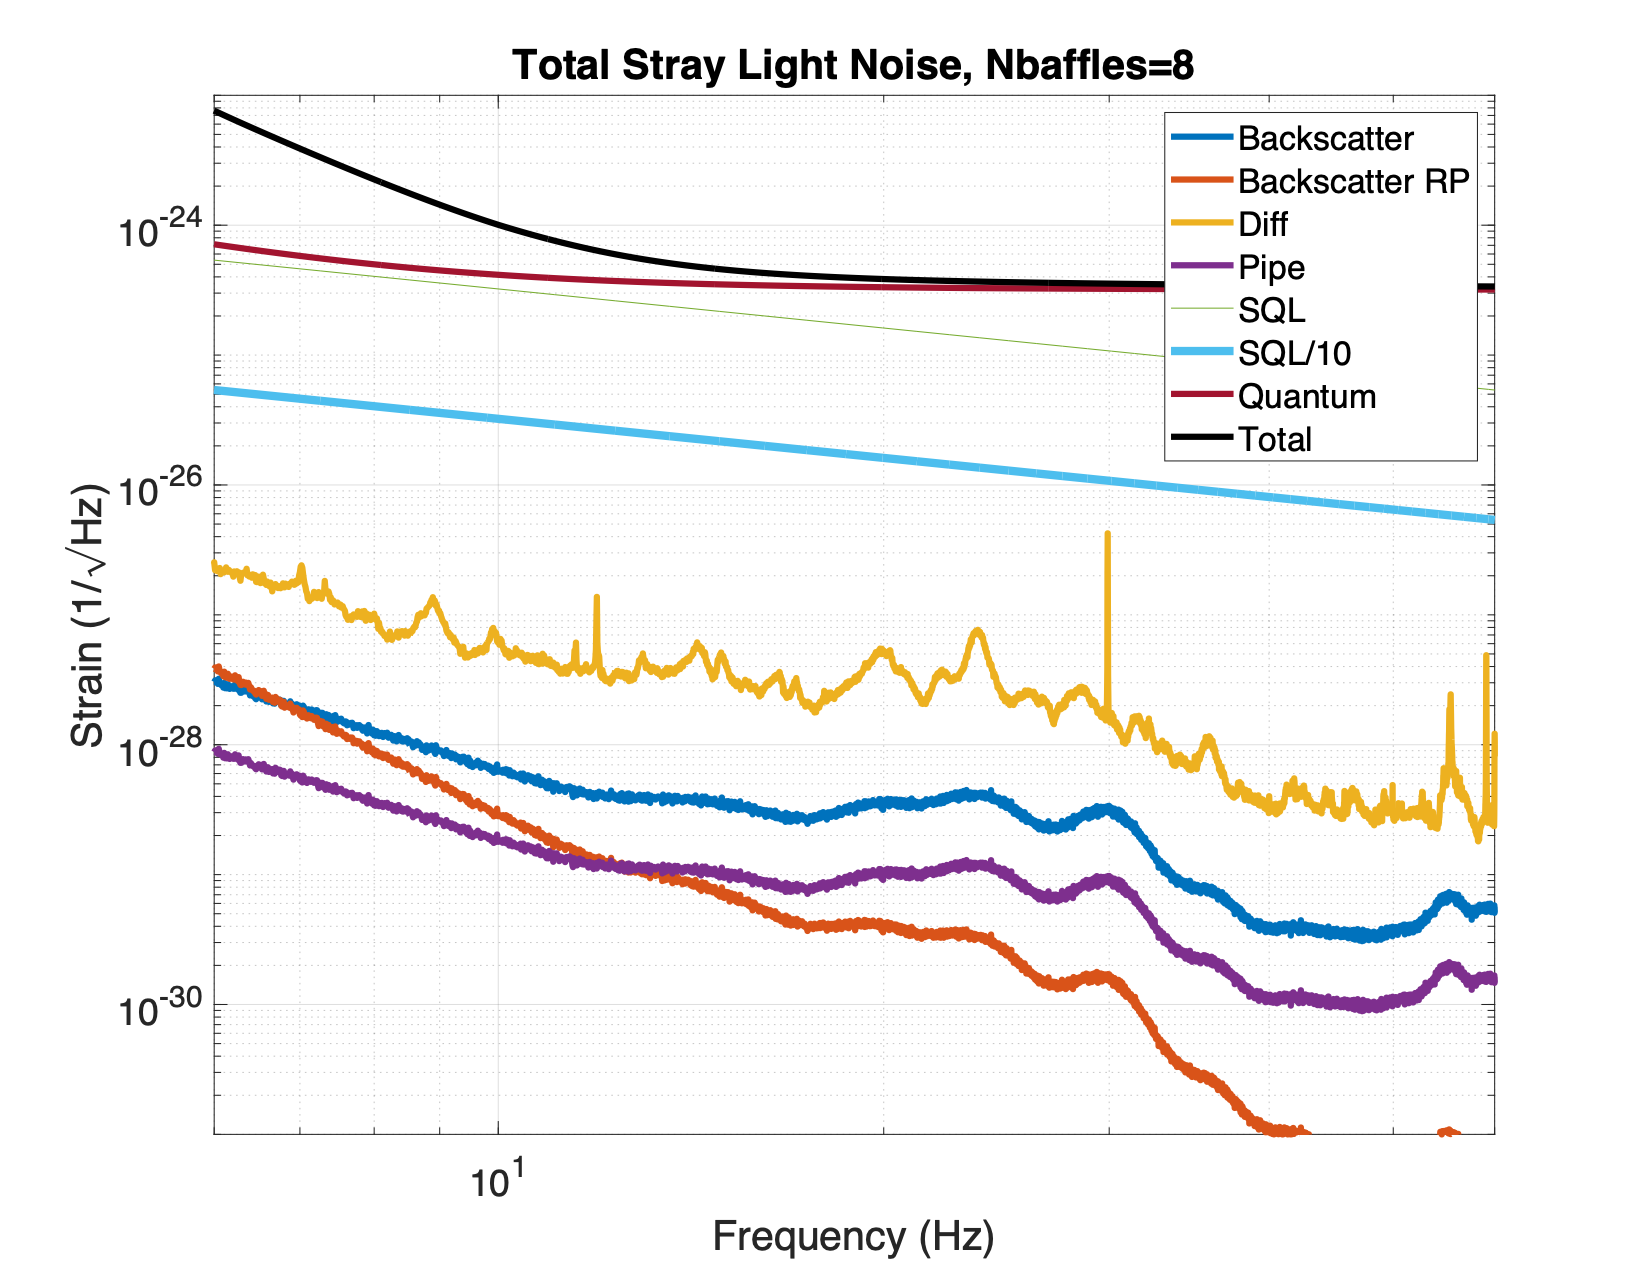 Total Stray Light Noise, Nbaffles=8
Backscatter
Backscatter RP
Diff
Pipe
SQL
SQL/10
Quantum
Total
10^-24
10^-26
10^-28
10^-30
Strain (1/√Hz)
10^1
Frequency (Hz)